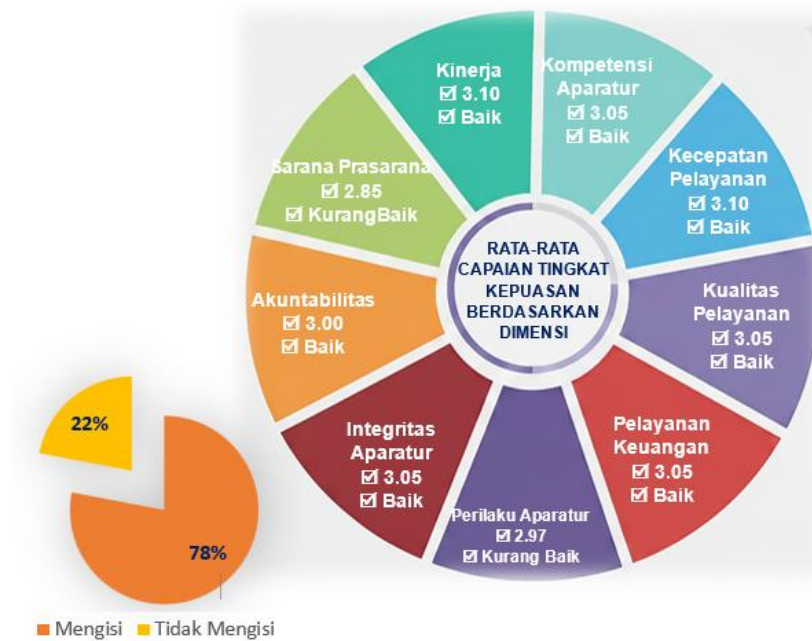 Kinerja
☑ 3.10
☑ Baik
Kompetensi
Aparatur
☑ 3.05
☑ Baik
Kecepatan
Pelayanan
☑ 3.10
☑ Baik
Kualitas
Pelayanan
☑ 3.05
☑ Baik
Pelayanan
Keuangan
☑ 3.05
☑ Baik
Perilaku Aparatur
☑ 2.97
☑ Kurang Baik
Integritas
Aparatur
☑ 3.05
☑ Baik
Akuntabilitas
☑ 3.00
☑ Baik
Sarana Prasarana
☑ 2.85
☑ KurangBaik
RATA-RATA
CAPAIAN TINGKAT
KEPUASAN
BERDASARKAN
DIMENSI
22%
78%
Mengisi
Tidak Mengisi